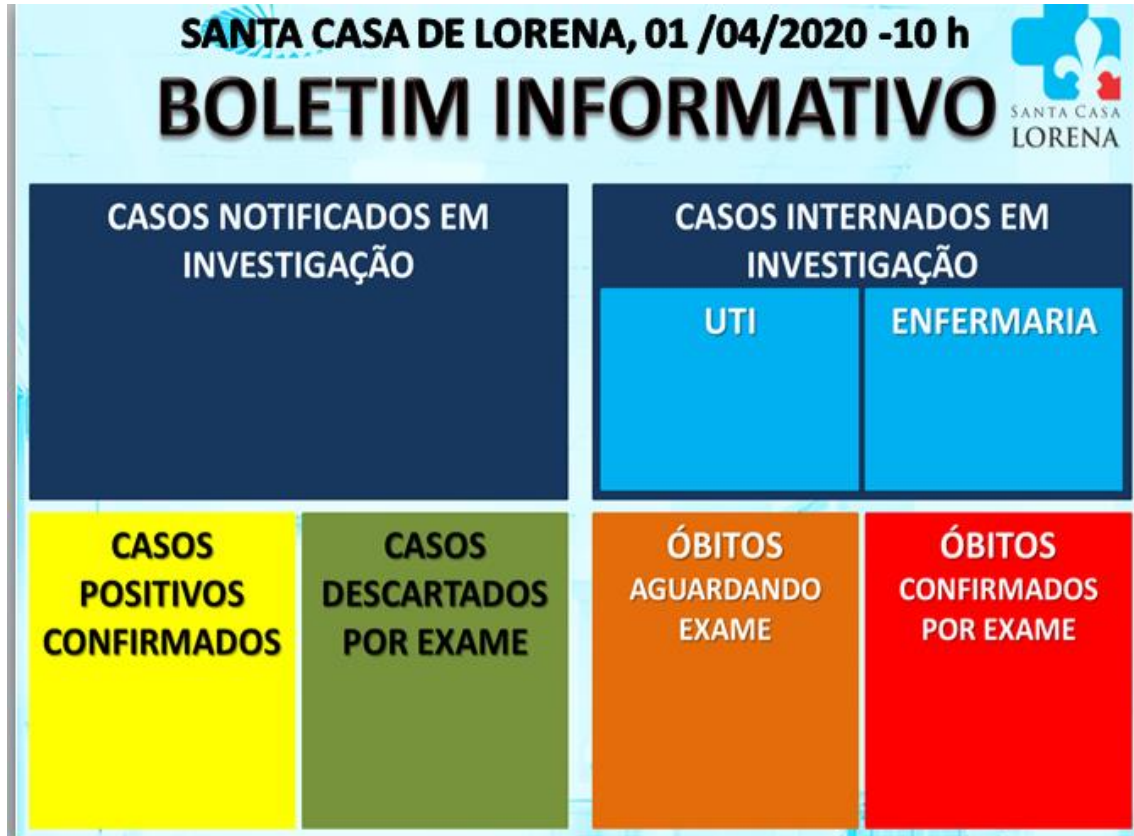 SANTA CASA DE LORENA, 01 /04/2020 -10 h
BOLETIM INFORMATIVO
SANTA CASA
LORENA
CASOS NOTIFICADOS EM
INVESTIGAÇÃO
CASOS INTERNADOS EM
INVESTIGAÇÃO
UTI
ENFERMARIA
CASOS
POSITIVOS
CONFIRMADOS
CASOS
DESCARTADOS
POR EXAME
ÓBITOS
AGUARDANDO
EXAME
ÓBITOS
CONFIRMADOS
POR EXAME